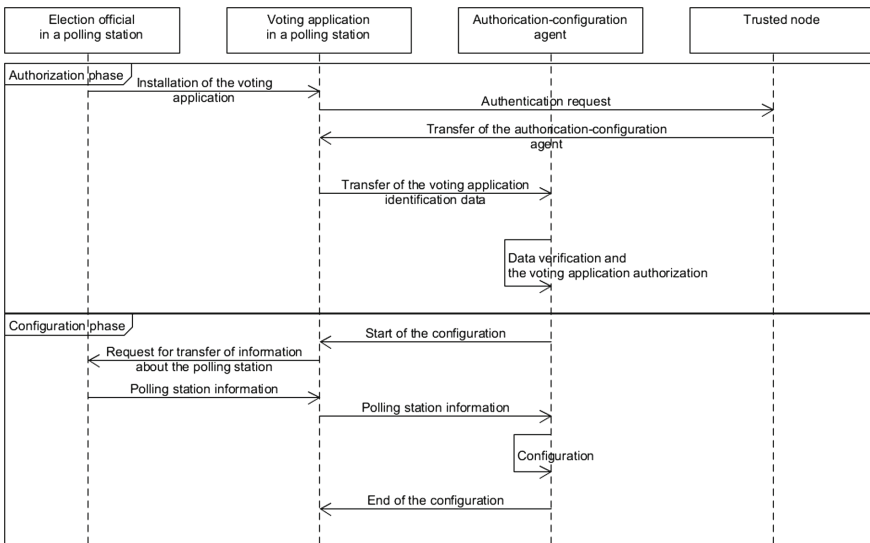 Election official
in a polling station
Voting application
in a polling station
Authorication-configuration
agent
Trusted node
Authorization phase
Installation of the voting
application
Authentication request
Transfer of the authorication-configuration
agent
Transfer of the voting application
identification data
Data verification and
the voting application authorization
Configuration phase
Start of the configuration
Request for transfer of information
about the polling station
Polling station information
Polling station information
Configuration
End of the configuration